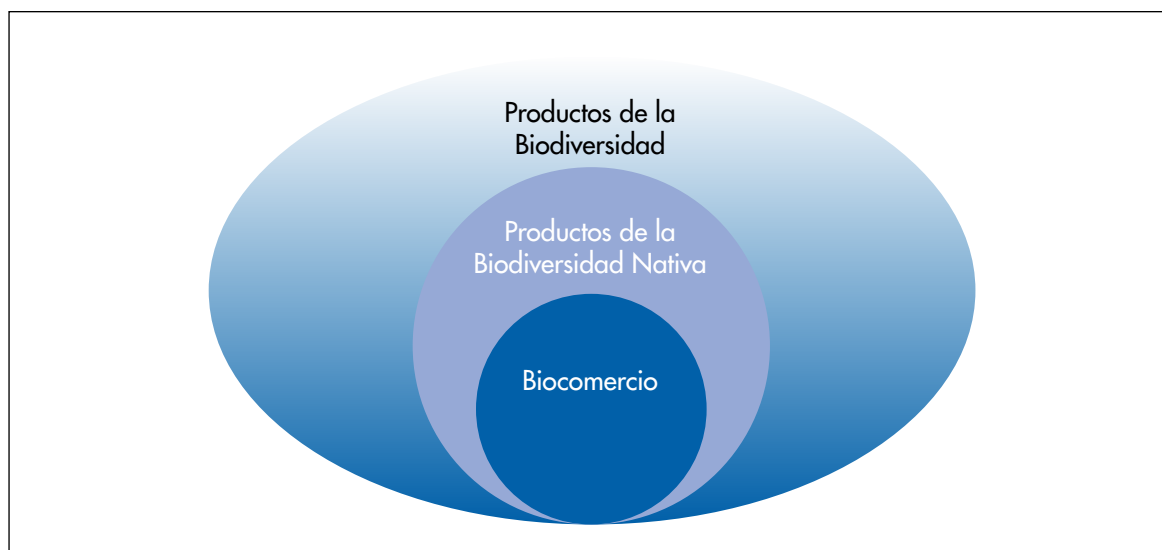 Productos de la
Biodiversidad
Productos de la
Biodiversidad Nativa
Biocomercio